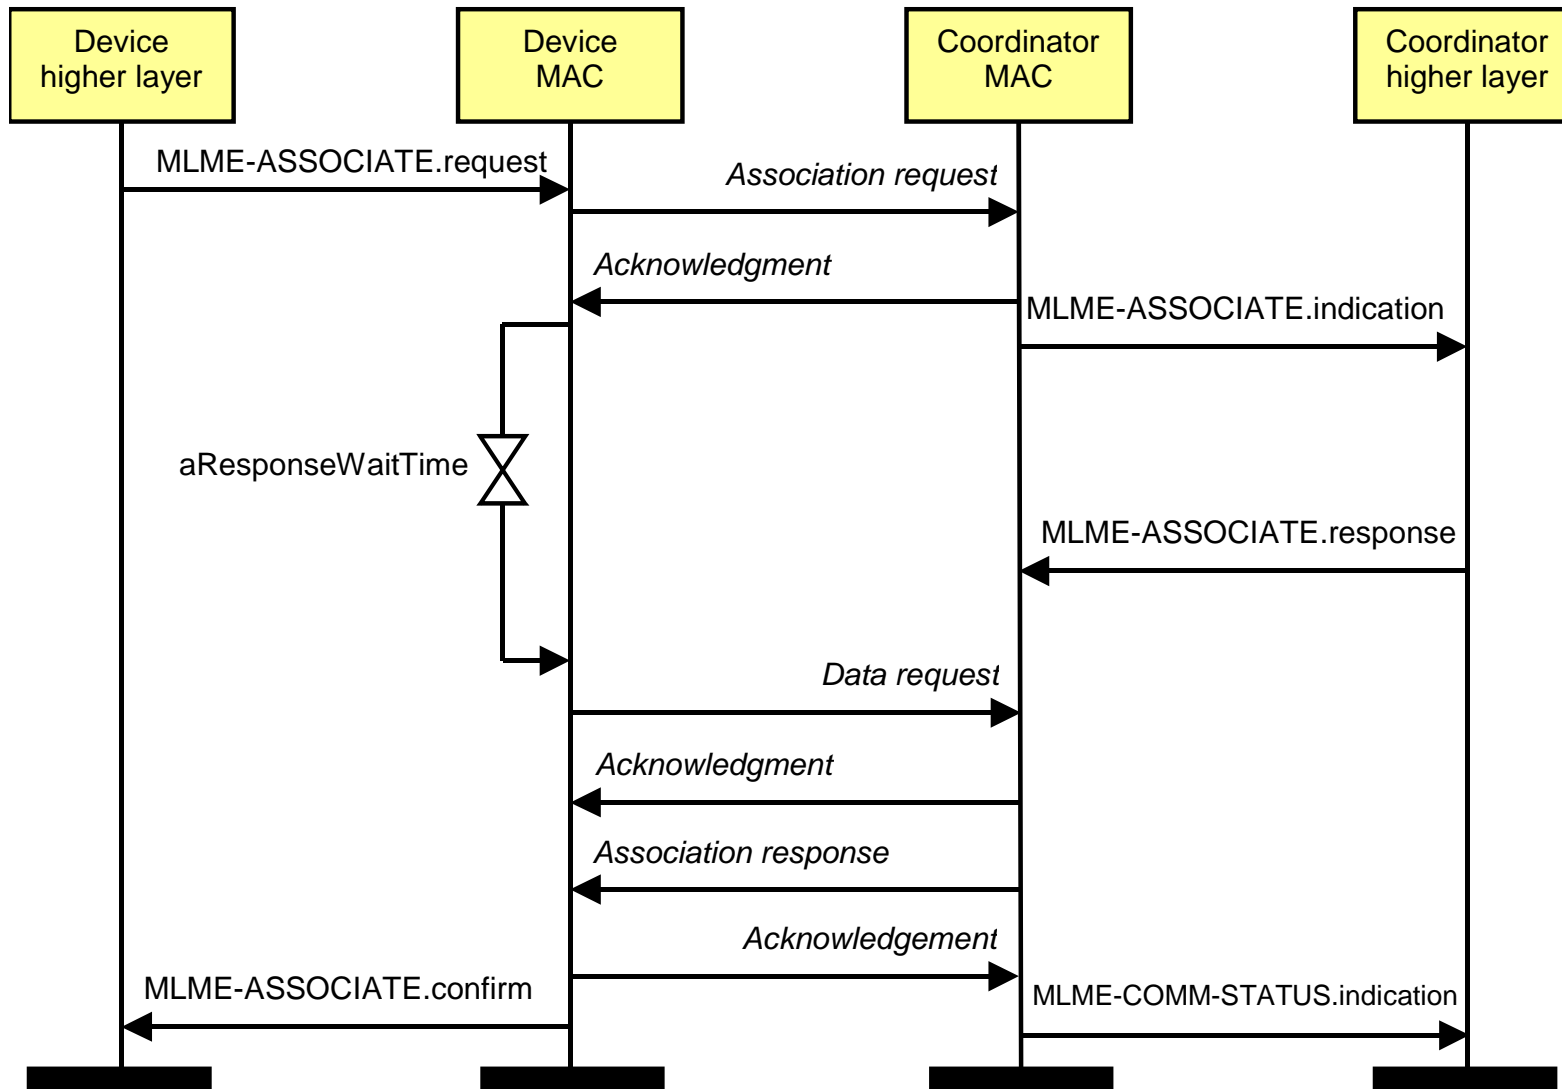 Device
higher layer
Device
MAC
Coordinator
MAC
Coordinator
higher layer
MLME-ASSOCIATE.request
Association request
Acknowledgment
MLME-ASSOCIATE.indication
aResponseWaitTime
MLME-ASSOCIATE.response
Data request
Acknowledgment
Association response
Acknowledgement
MLME-ASSOCIATE.confirm
MLME-COMM-STATUS.indication